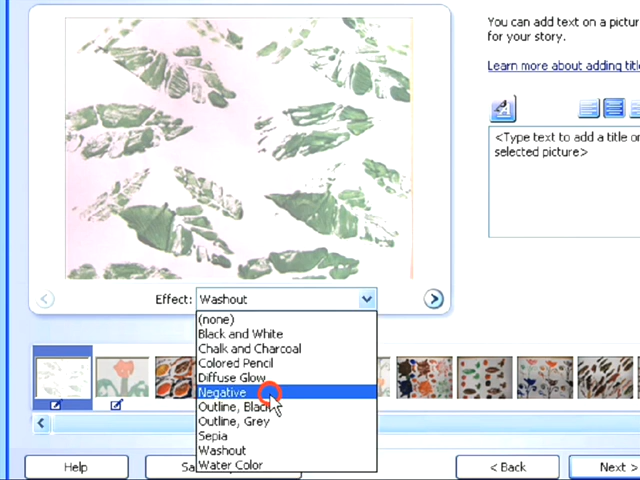 You can add text on a pictur
for your story.
Learn more about adding title
<Type text to add a title or
selected picture>
Effect: Washout
(none)
Black and White
Chalk and Charcoal
Colored Pencil
Diffuse Glow
Negative
Outline, Black
Outline, Grey
Sepia
Washout
Water Color
Help
Sa
< Back
Next >